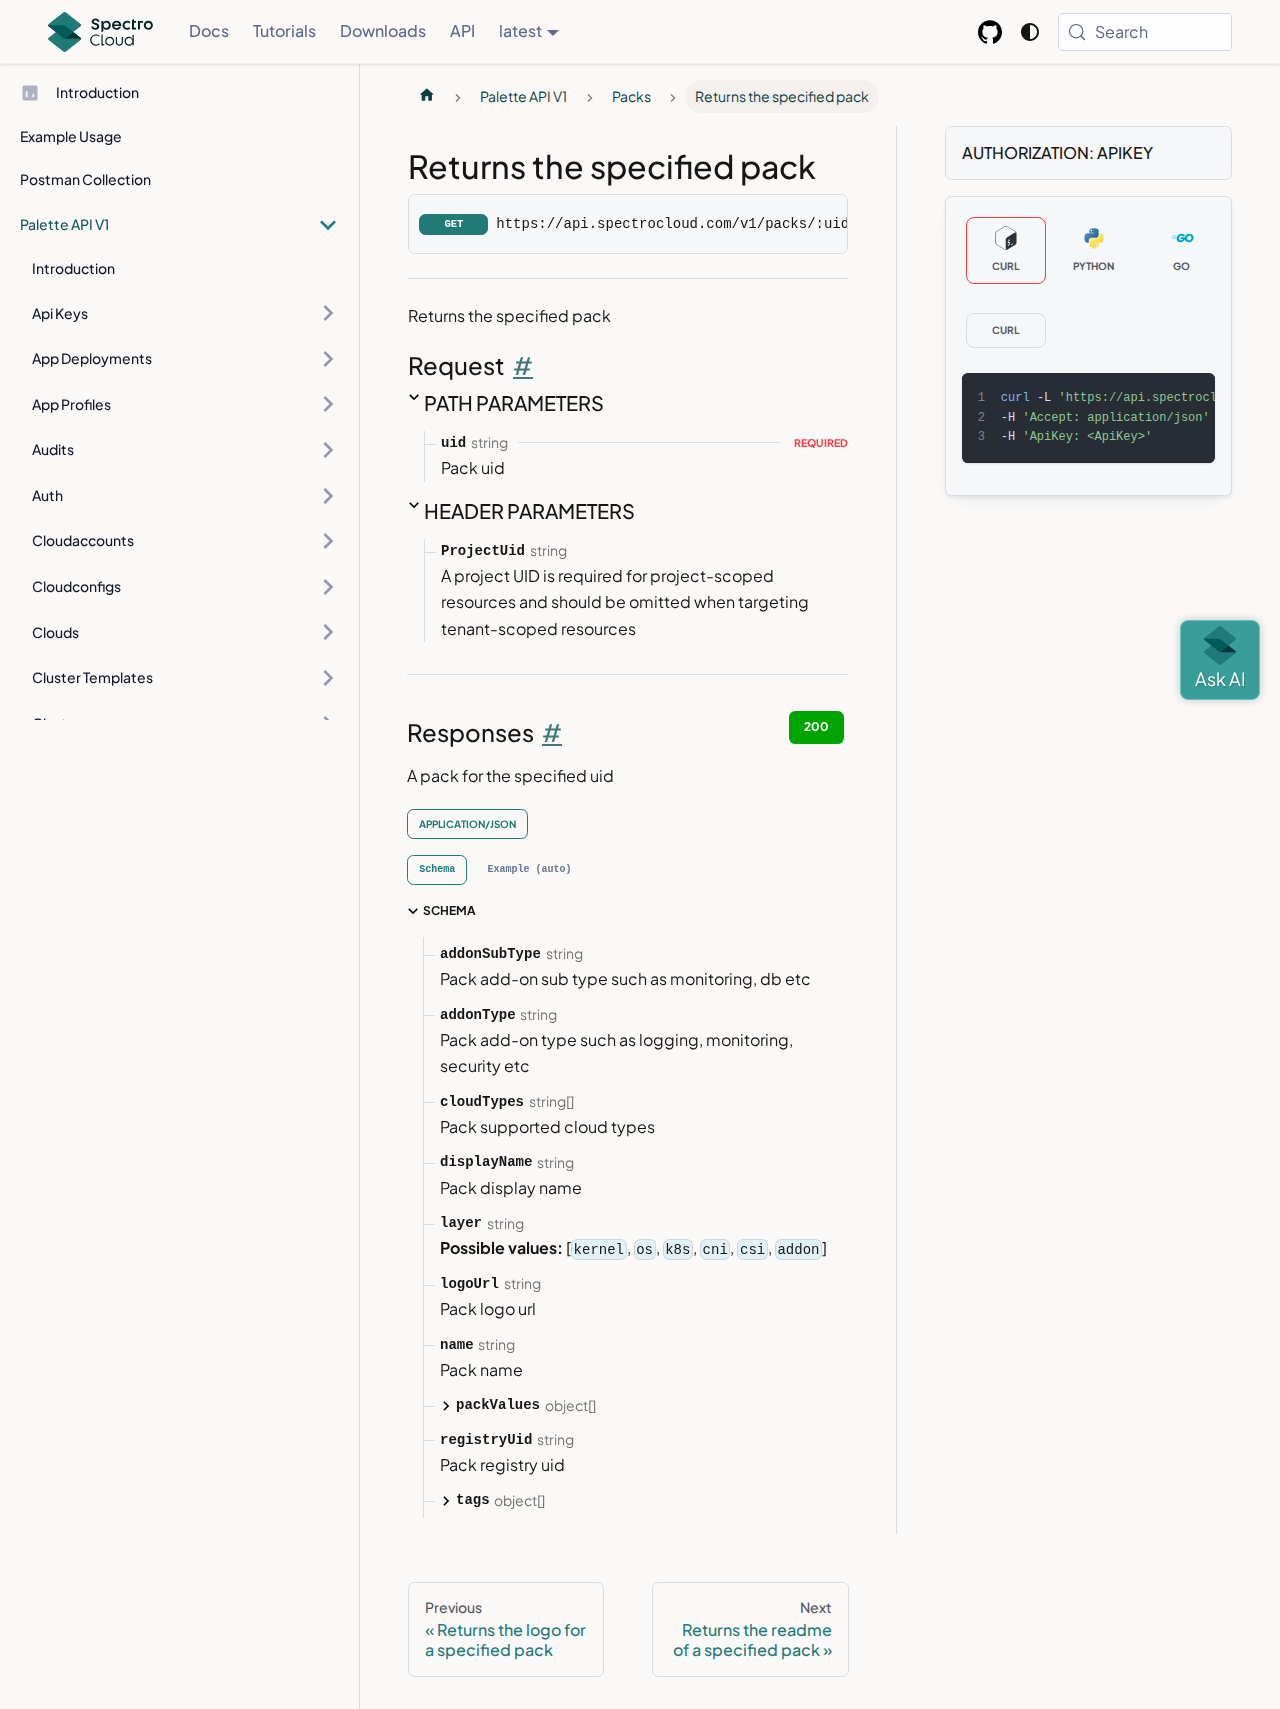 Spectro Cloud
Docs
Tutorials
Downloads
API
latest
Search
Introduction
Example Usage
Postman Collection
Palette API V1
Introduction
Api Keys
App Deployments
App Profiles
Audits
Auth
Cloudaccounts
Cloudconfigs
Clouds
Cluster Templates
Palette API V1
Packs
Returns the specified pack
Returns the specified pack
GET
https://api.spectrocloud.com/v1/packs/:uid
Returns the specified pack
Request #
PATH PARAMETERS
uid string REQUIRED
Pack uid
HEADER PARAMETERS
ProjectUid string
A project UID is required for project-scoped
resources and should be omitted when targeting
tenant-scoped resources
Responses #
200
A pack for the specified uid
APPLICATION/JSON
Schema
Example (auto)
SCHEMA
addonSubType string
Pack add-on sub type such as monitoring, db etc
addonType string
Pack add-on type such as logging, monitoring,
security etc
cloudTypes string[]
Pack supported cloud types
displayName string
Pack display name
layer string
Possible values: [kernel, os, k8s, cni, csi, addon]
logoUrl string
Pack logo url
name string
Pack name
packValues object[]
registryUid string
Pack registry uid
tags object[]
Previous
« Returns the logo for
a specified pack
Next
Returns the readme
of a specified pack »
AUTHORIZATION: APIKEY
CURL
PYTHON
GO
CURL
1 curl -L 'https://api.spectrocl
2 -H 'Accept: application/json'
3 -H 'ApiKey: <ApiKey>'
Ask AI